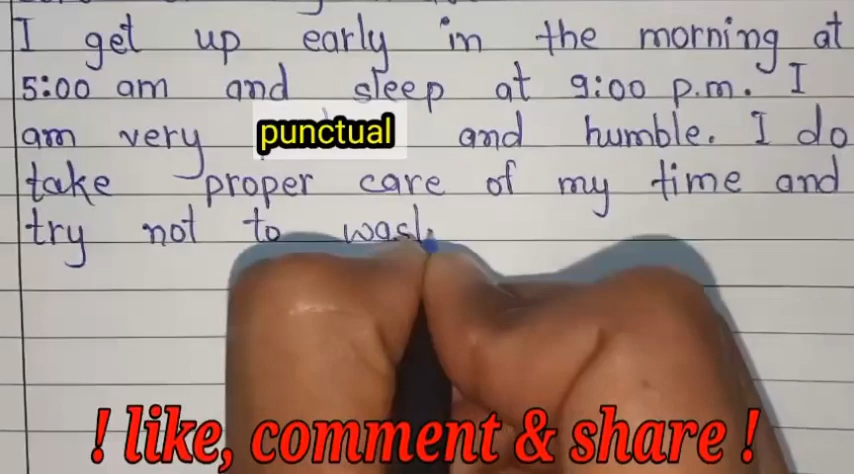 I get up early in the morning at
5:00 am and sleep at 9:00 p.m. I
am very punctual and humble. I do
take proper care of my time and
try not to wast
! like, comment & share !